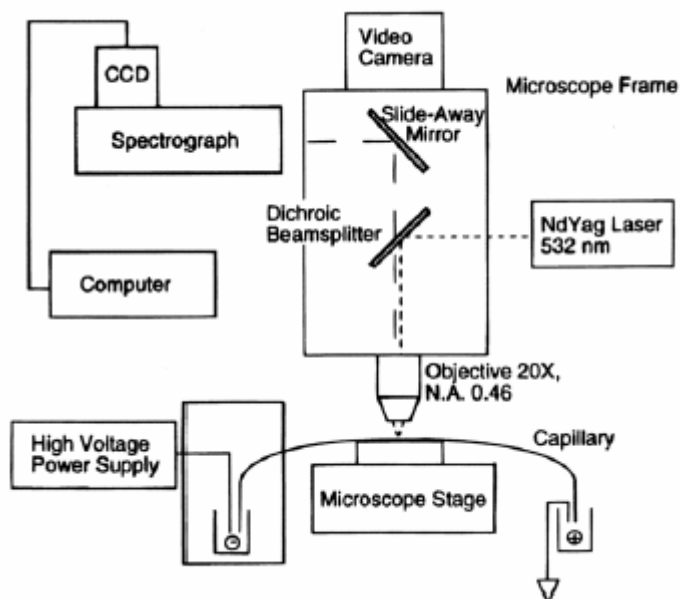 Video
Camera
CCD
Microscope Frame
Slide-Away
Mirror
Spectrograph
Dichroic
Beamsplitter
NdYag Laser
532 nm
Computer
Objective 20X,
N.A. 0.46
High Voltage
Power Supply
Capillary
Microscope Stage